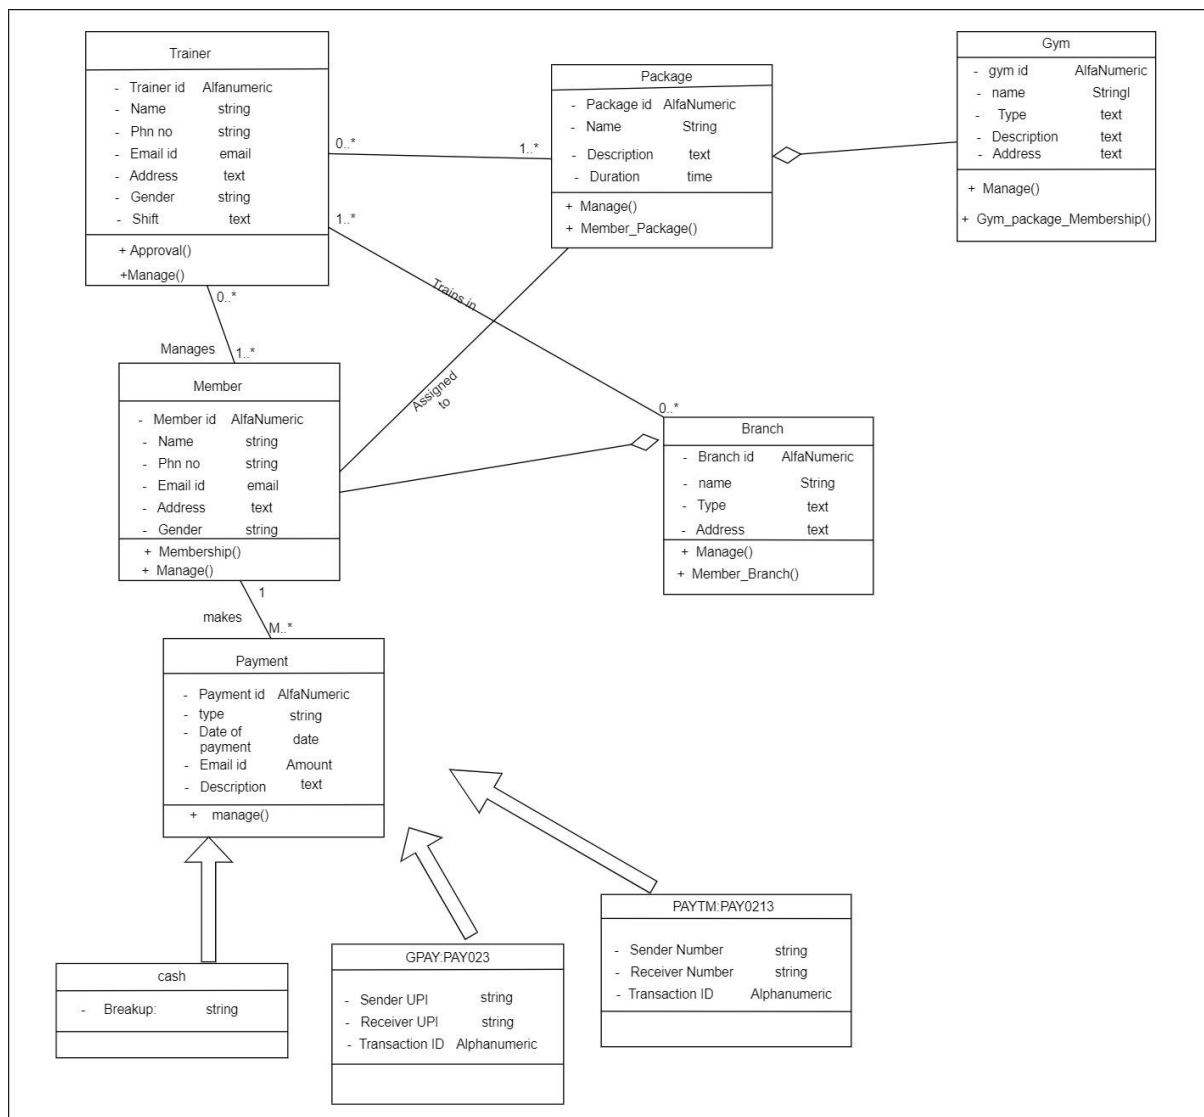 Trainer
- Trainer id Alfanumeric
- Name string
- Phn no string
- Email id email
- Address text
- Gender string
- Shift text
+ Approval()
+Manage()
Package
- Package id AlfaNumeric
- Name String
- Description text
- Duration time
+ Manage()
+ Member_Package()
Gym
- gym id AlfaNumeric
- name Stringl
- Type text
- Description text
- Address text
+ Manage()
+ Gym_package_Membership()
0..*
1..*
1..*
Trains in
0..*
0..*
Manages
1..*
Assigned
to
Member
- Member id AlfaNumeric
- Name string
- Phn no string
- Email id email
- Address text
- Gender string
+ Membership()
+ Manage()
Branch
- Branch id AlfaNumeric
- name String
- Type text
- Address text
+ Manage()
+ Member_Branch()
1
makes
M..*
Payment
- Payment id AlfaNumeric
- type string
- Date of
payment date
- Email id Amount
- Description text
+ manage()
cash
- Breakup: string
GPAY:PAY023
- Sender UPI string
- Receiver UPI string
- Transaction ID Alphanumeric
PAYTM:PAY0213
- Sender Number string
- Receiver Number string
- Transaction ID Alphanumeric